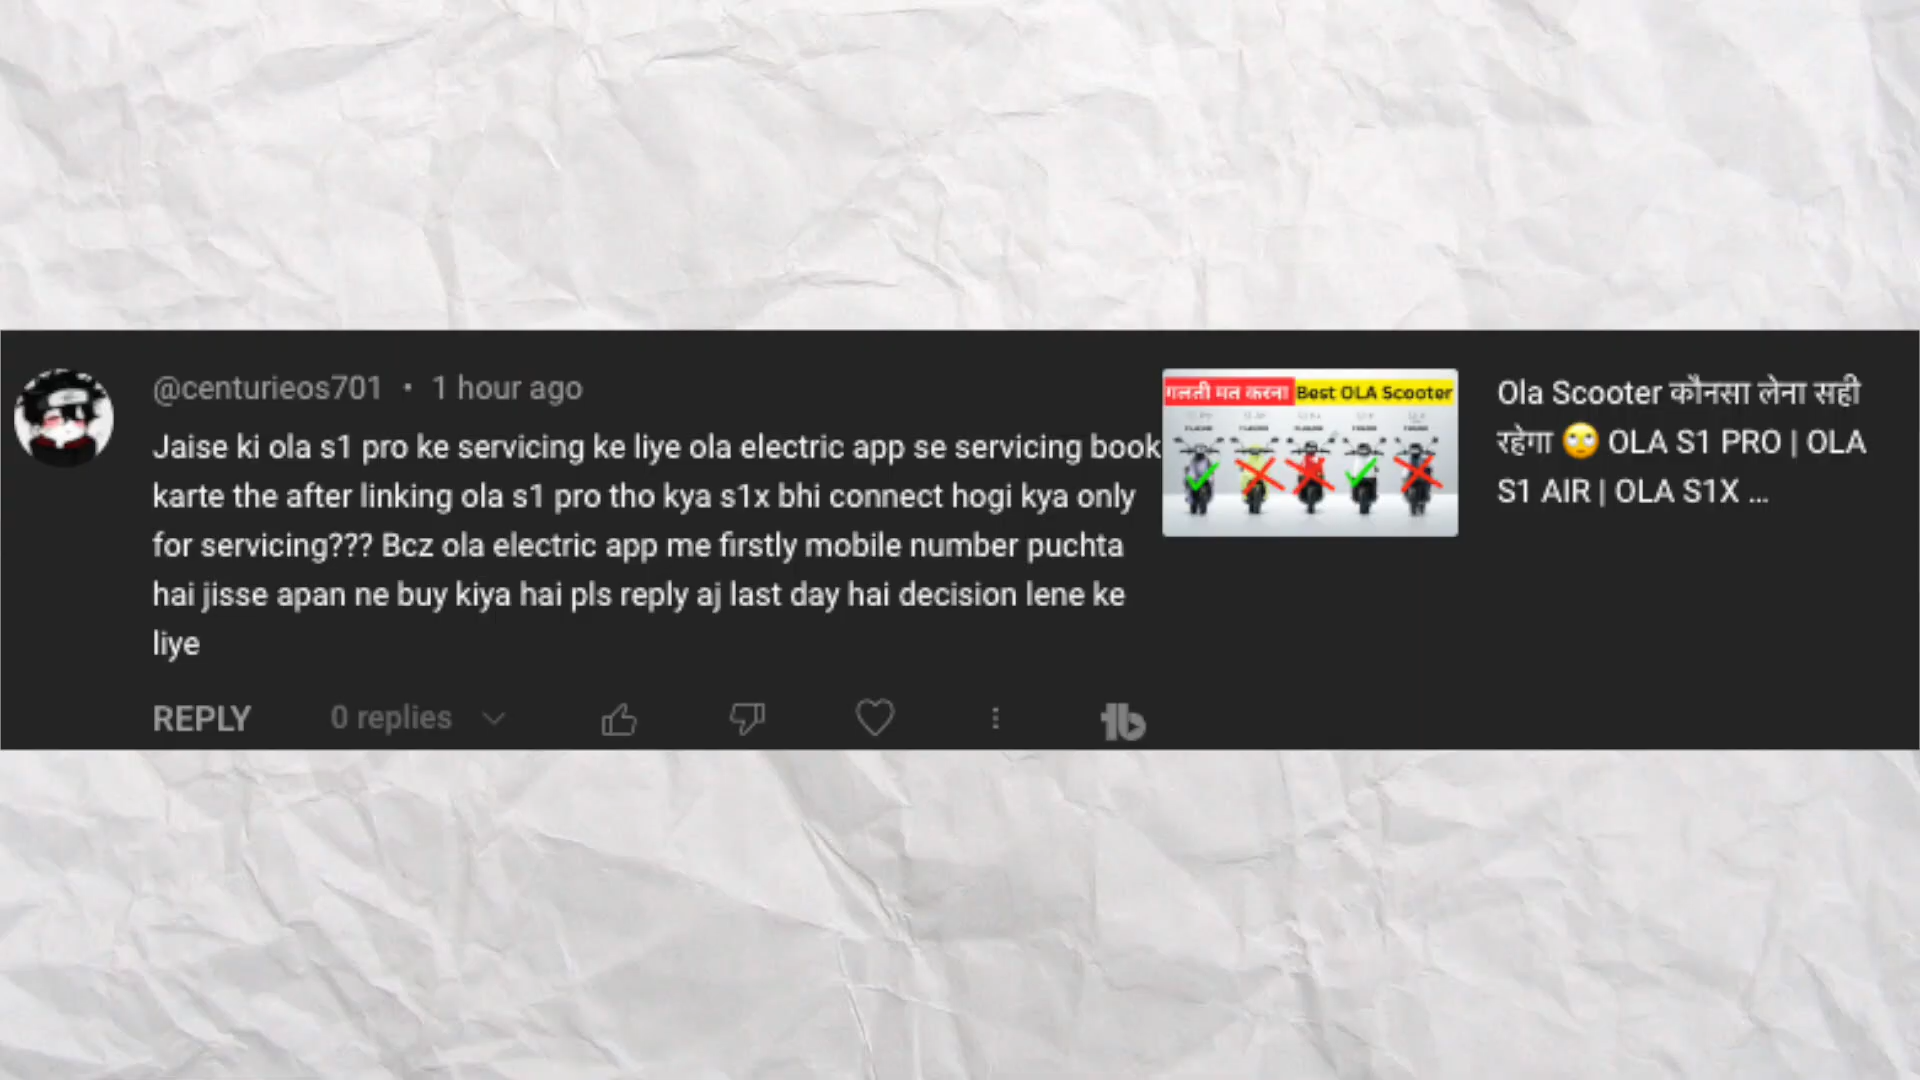 @centurieos701 • 1 hour ago
Jaise ki ola s1 pro ke servicing ke liye ola electric app se servicing book
karte the after linking ola s1 pro tho kya s1x bhi connect hogi kya only
for servicing??? Bcz ola electric app me firstly mobile number puchta
hai jisse apan ne buy kiya hai pls reply aj last day hai decision lene ke
liye
REPLY 0 replies
गलती मत करना Best OLA Scooter
Ola Scooter कौनसा लेना सही
रहेगा 🙄 OLA S1 PRO | OLA
S1 AIR | OLA S1X ...